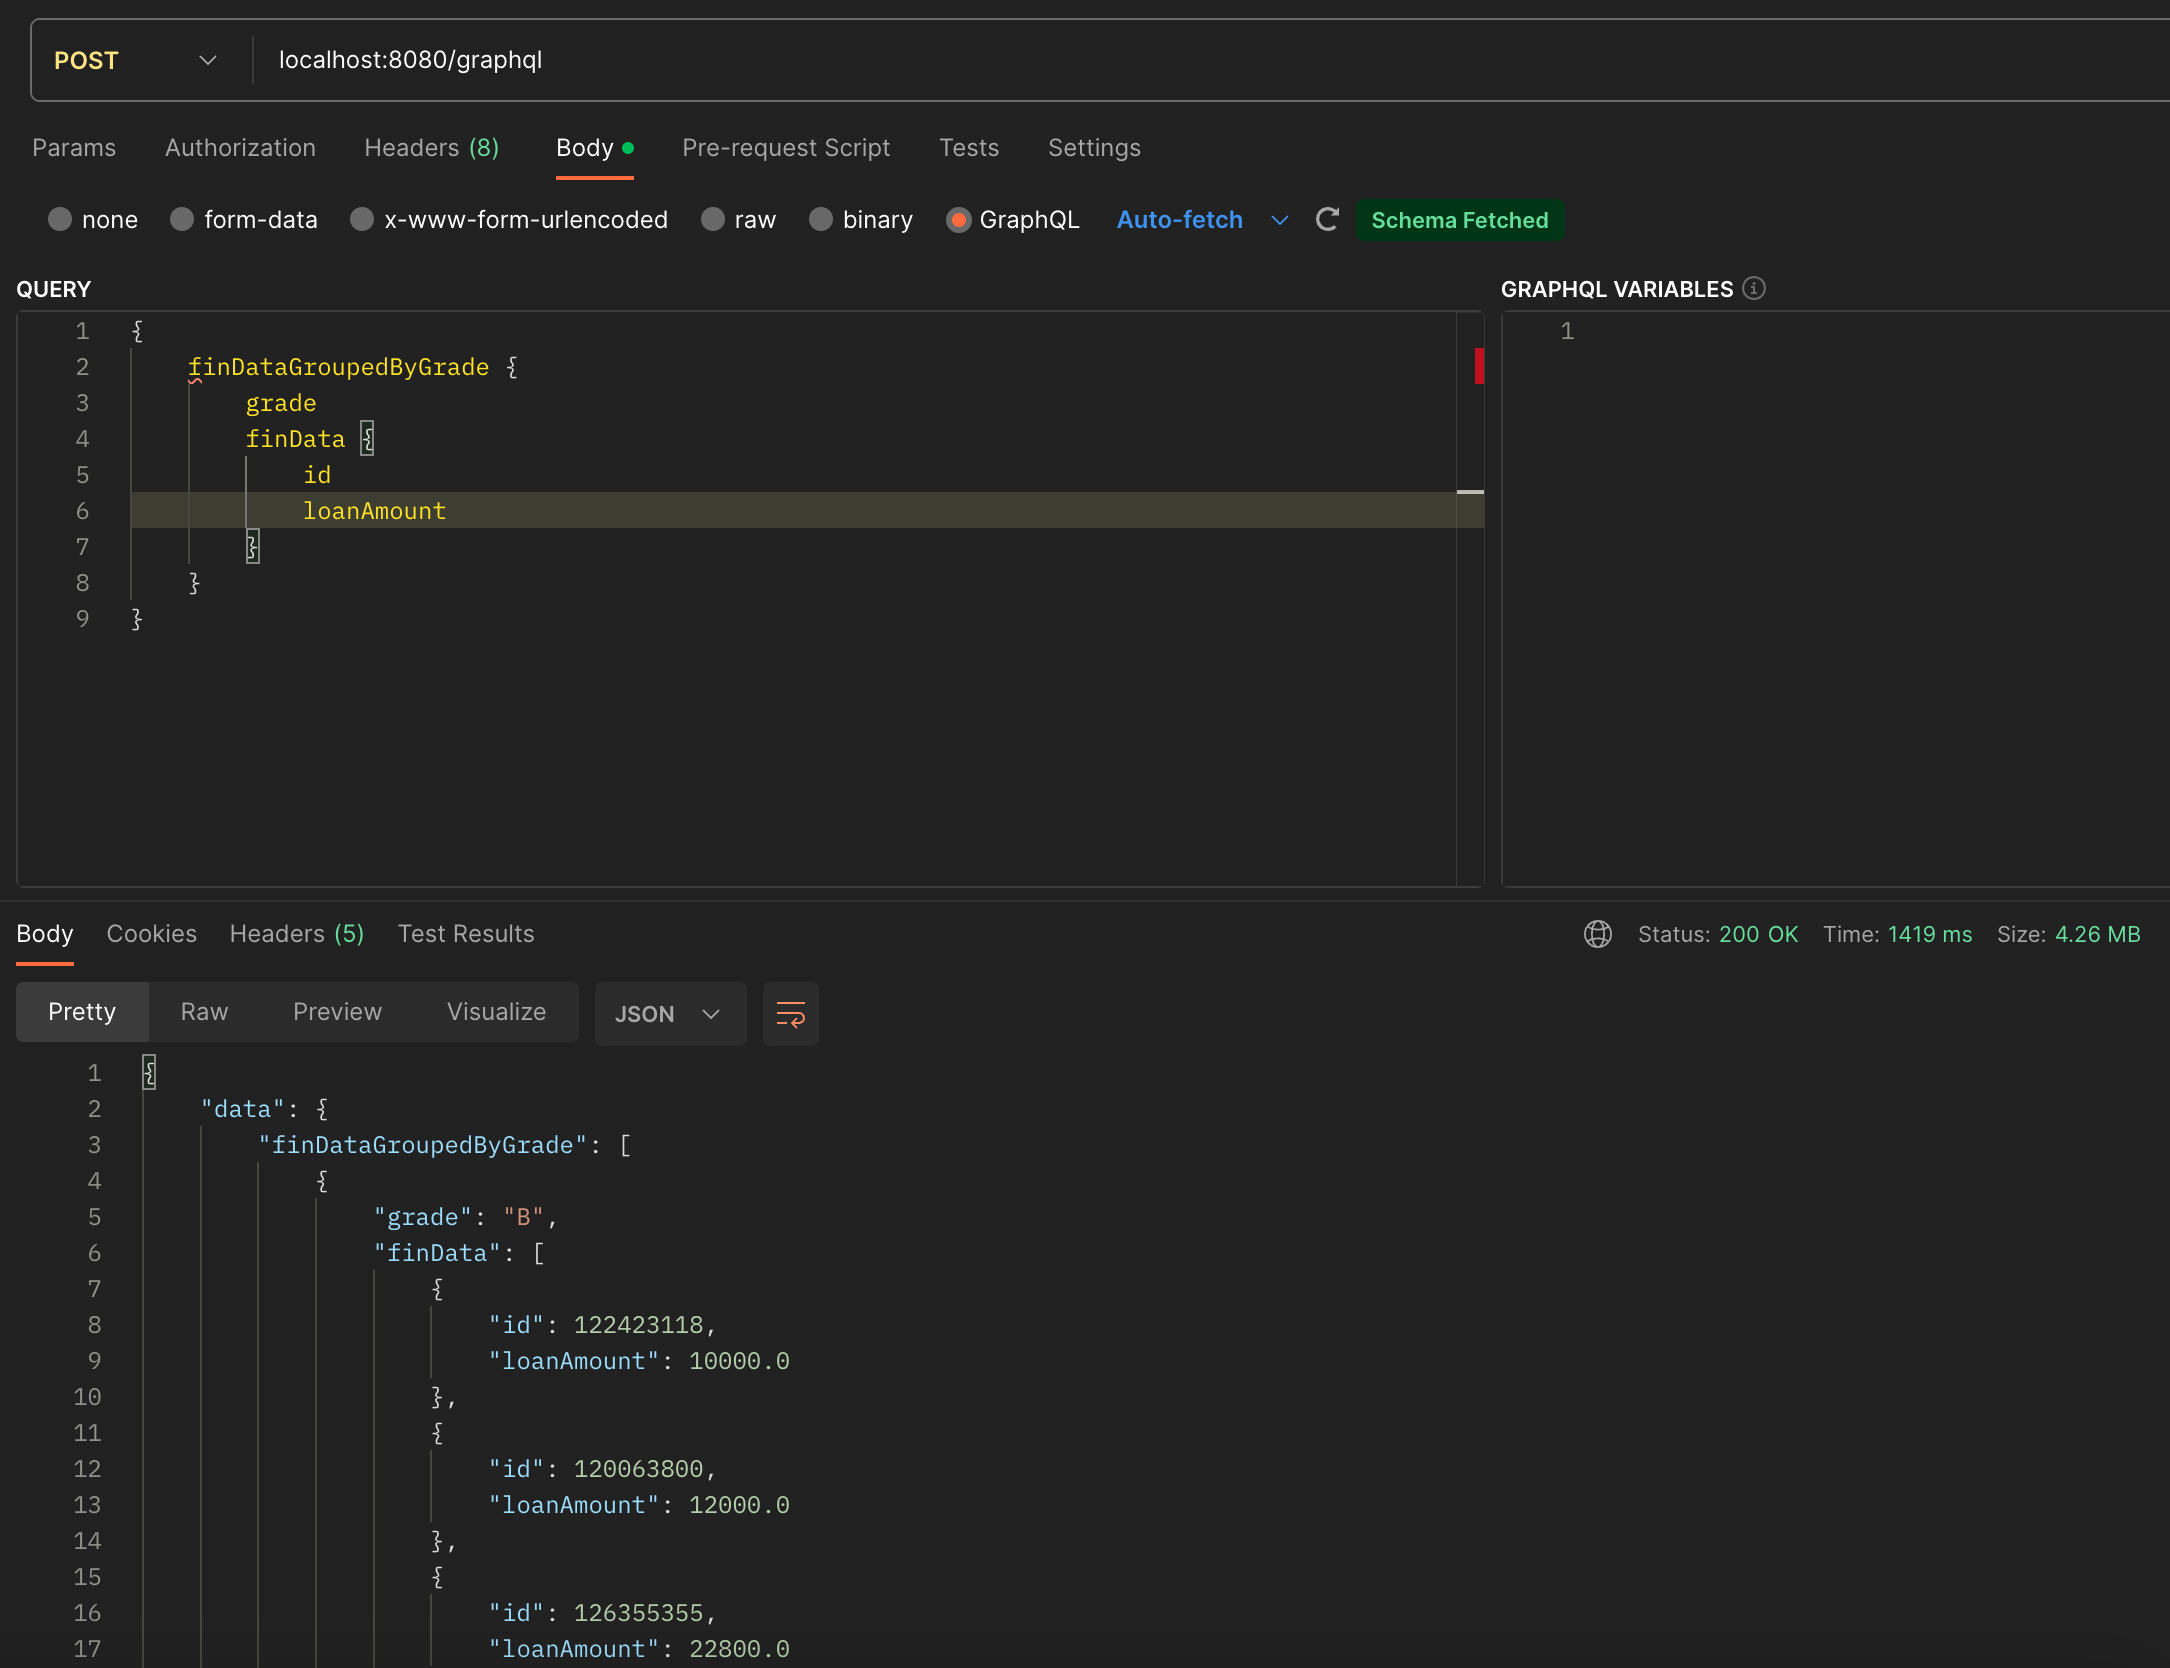 POST localhost:8080/graphql
Params Authorization Headers (8) Body Pre-request Script Tests Settings
none form-data x-www-form-urlencoded raw binary GraphQL Auto-fetch Schema Fetched
QUERY
1 {
2 finDataGroupedByGrade {
3 grade
4 finData {
5 id
6 loanAmount
7 }
8 }
9 }
GRAPHQL VARIABLES
1
Body Cookies Headers (5) Test Results Status: 200 OK Time: 1419 ms Size: 4.26 MB
Pretty Raw Preview Visualize JSON
1 {
2 "data": {
3 "finDataGroupedByGrade": [
4 {
5 "grade": "B",
6 "finData": [
7 {
8 "id": 122423118,
9 "loanAmount": 10000.0
10 },
11 {
12 "id": 120063800,
13 "loanAmount": 12000.0
14 },
15 {
16 "id": 126355355,
17 "loanAmount": 22800.0